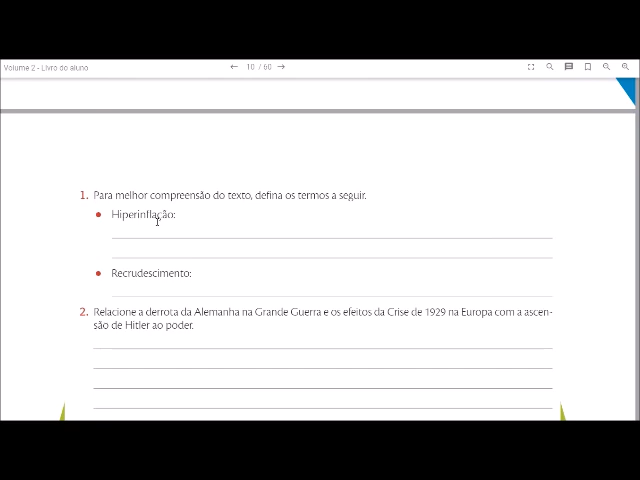 Volume 2 - Livro do aluno
10 / 60
1. Para melhor compreensão do texto, defina os termos a seguir.
• Hiperinflação:
• Recrudescimento:
2. Relacione a derrota da Alemanha na Grande Guerra e os efeitos da Crise de 1929 na Europa com a ascen-
são de Hitler ao poder.